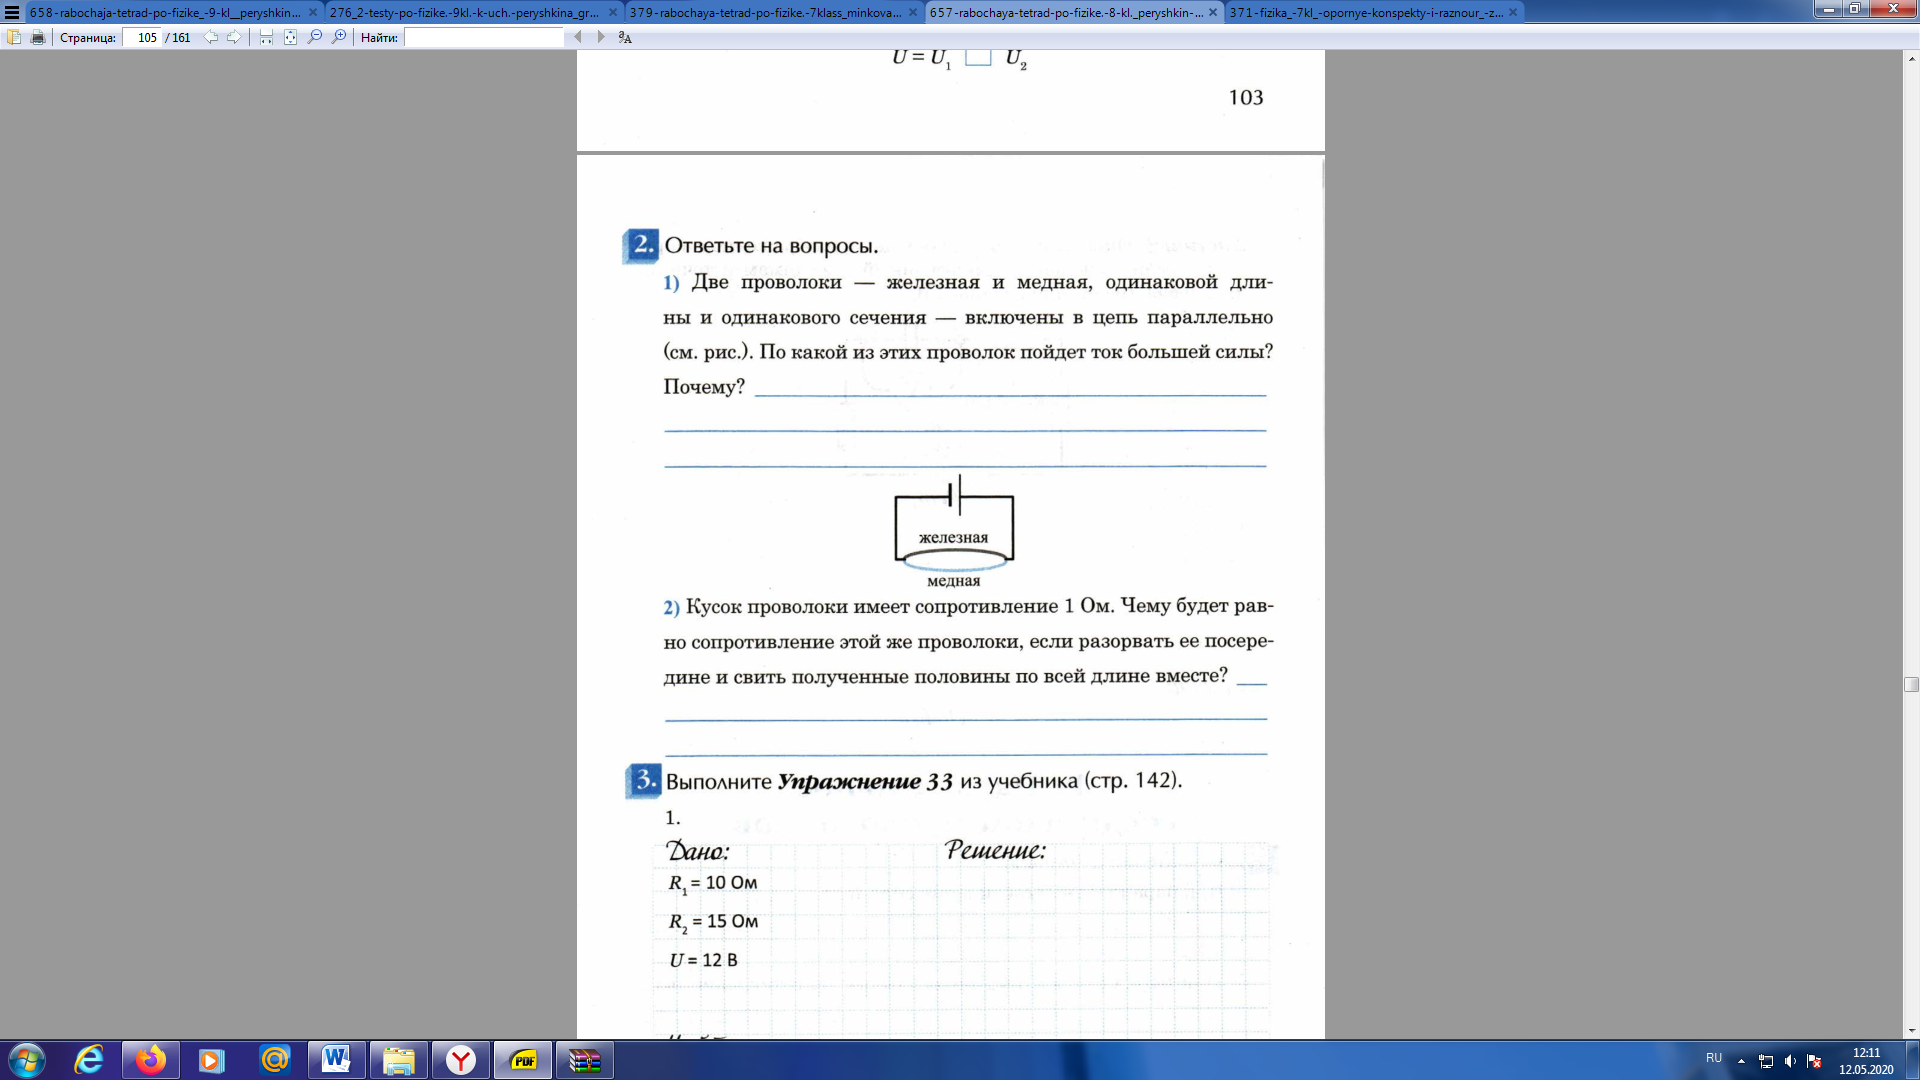 658-rabochaja-tetrad-po-fizike_-9-kl__peryshkin...
276_2-testy-po-fizike.-9kl.-k-uch.-peryshkina_gr...
379-rabochaya-tetrad-po-fizike.-7klass_minkova...
657-rabochaya-tetrad-po-fizike.-8-kl._peryshkin-...
371-fizika_-7kl_-opornye-konspekty-i-raznour_-z...
Страница: 105 / 161
Найти:
U = U1 U2
103
2. Ответьте на вопросы.
1) Две проволоки — железная и медная, одинаковой дли-
ны и одинакового сечения — включены в цепь параллельно
(см. рис.). По какой из этих проволок пойдет ток большей силы?
Почему?
железная
медная
2) Кусок проволоки имеет сопротивление 1 Ом. Чему будет рав-
но сопротивление этой же проволоки, если разорвать ее посере-
дине и свить полученные половины по всей длине вместе?
3. Выполните Упражнение 33 из учебника (стр. 142).
1.
Дано: Решение:
R1 = 10 Ом
R2 = 15 Ом
U = 12 В
PDF
RU
12:11
12.05.2020